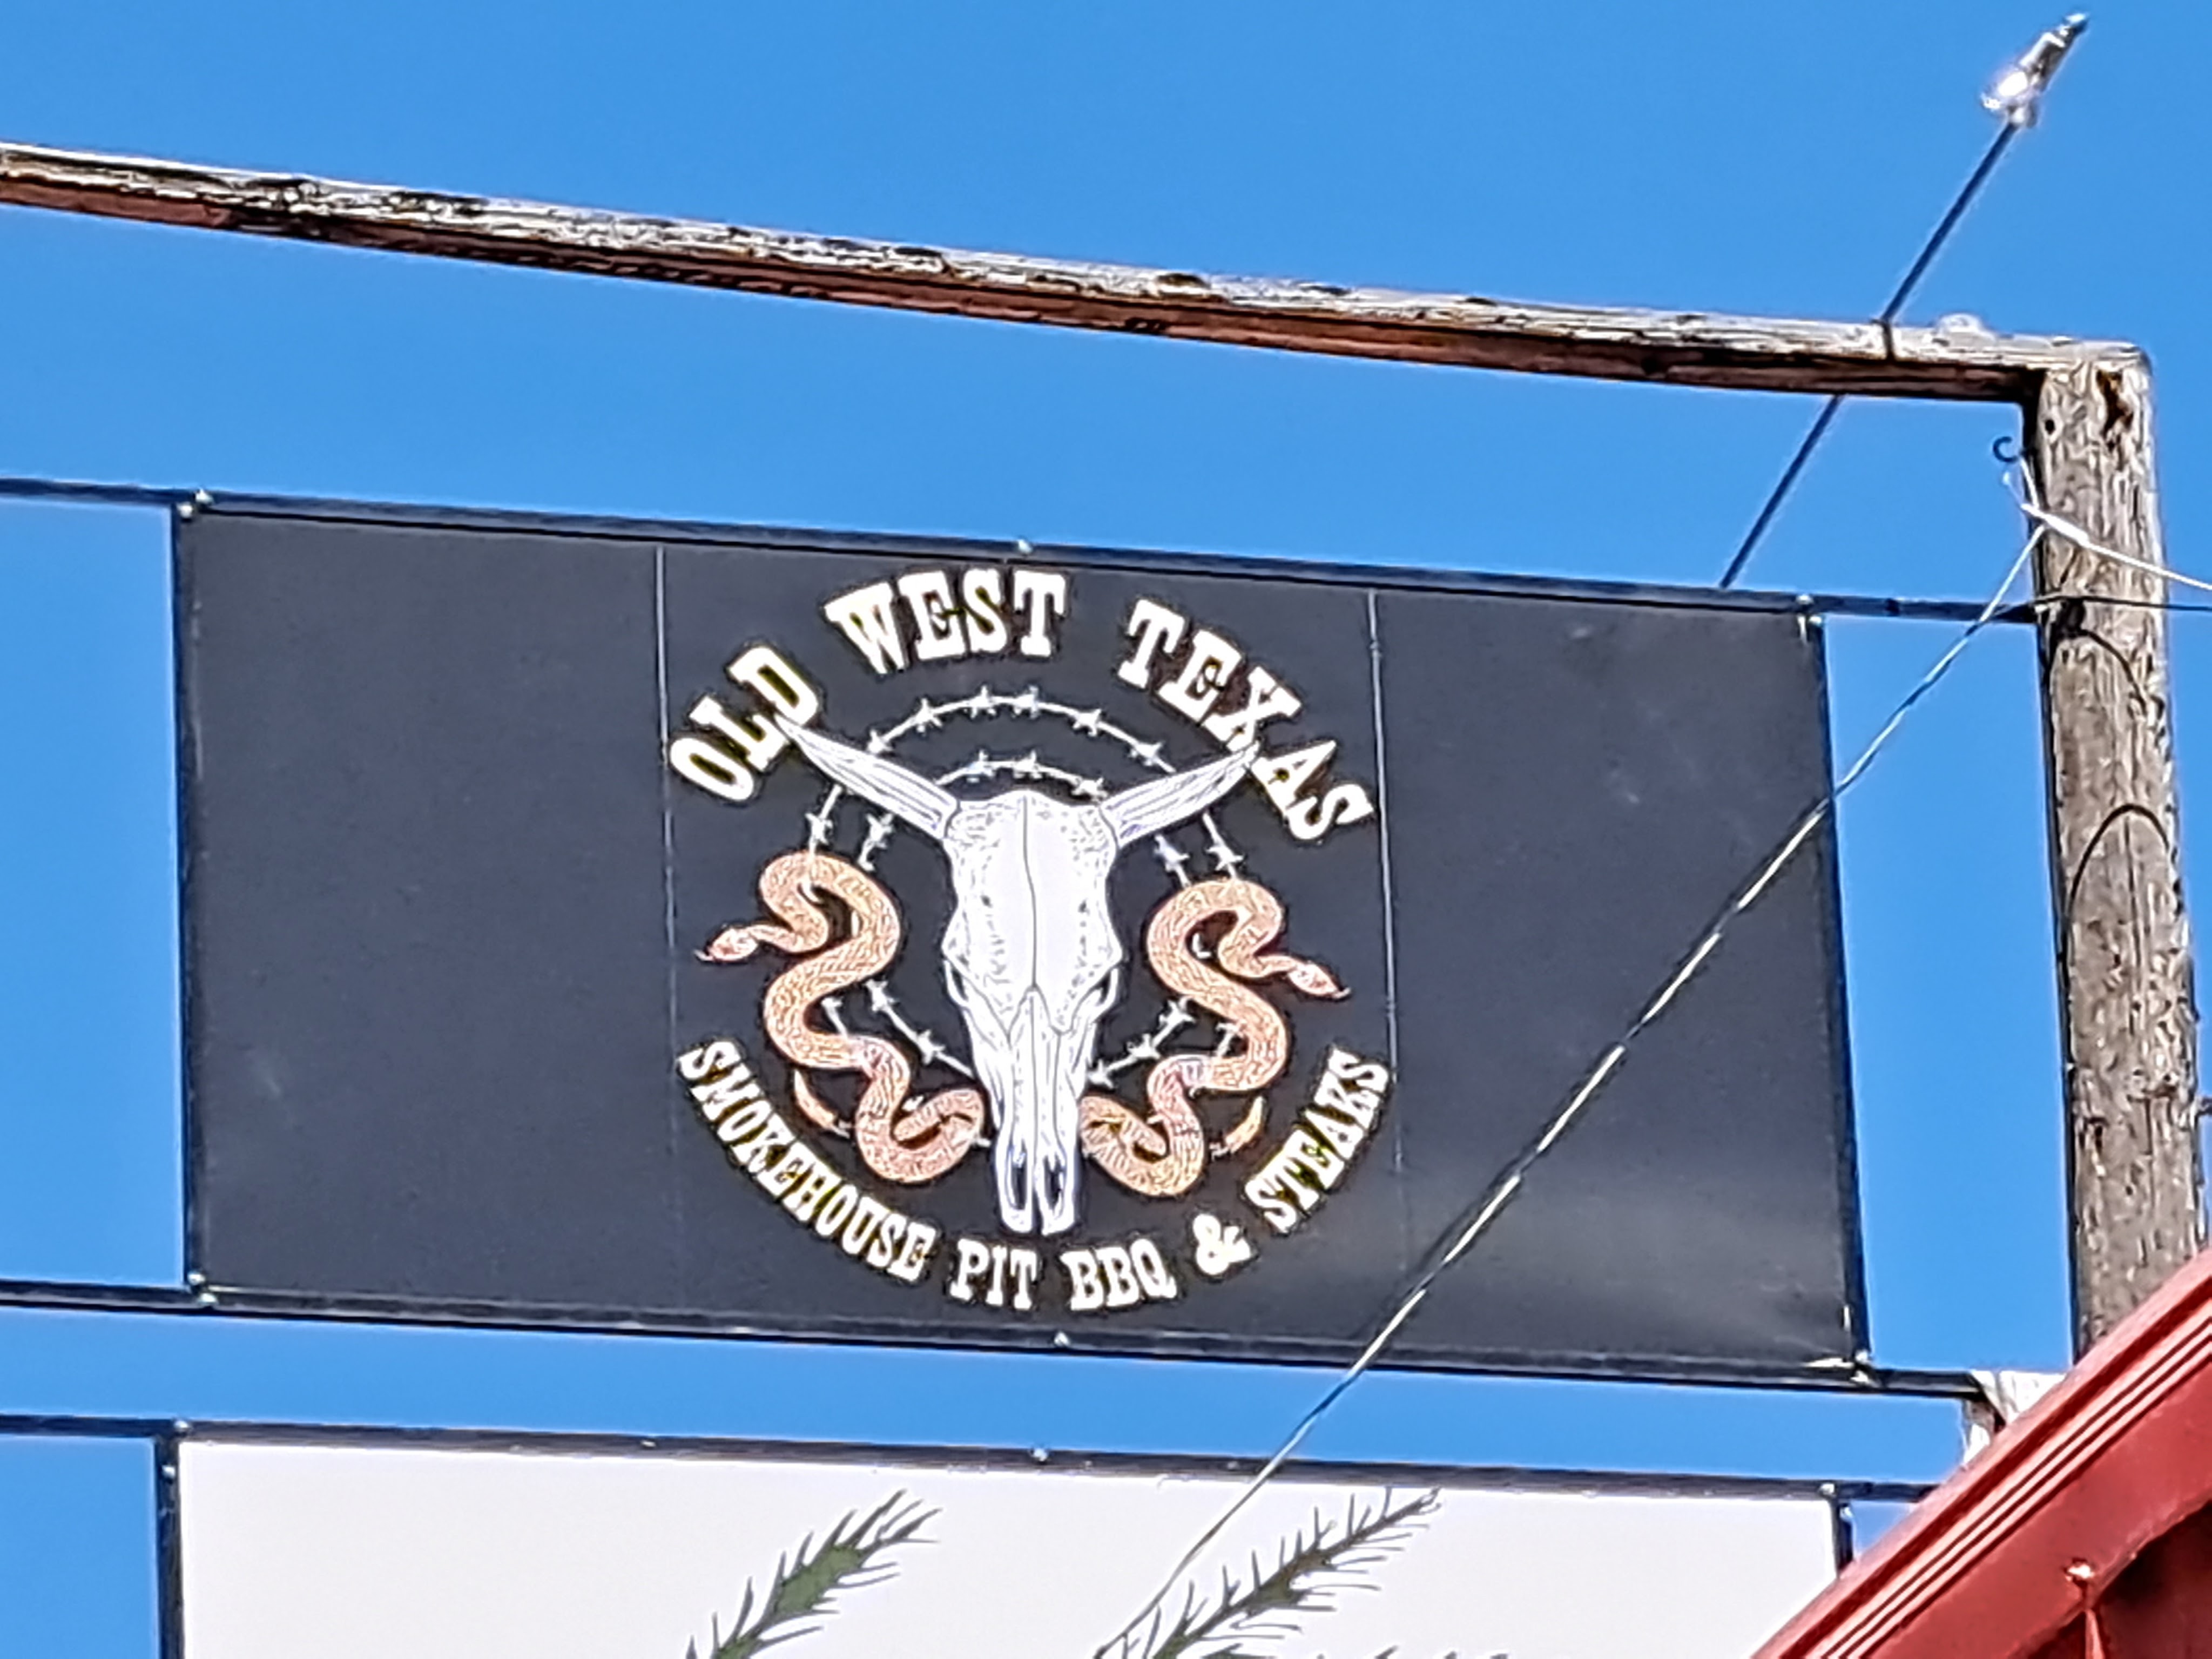 OLD WEST TEXAS
SMOKEHOUSE PIT BBQ & STEAKS